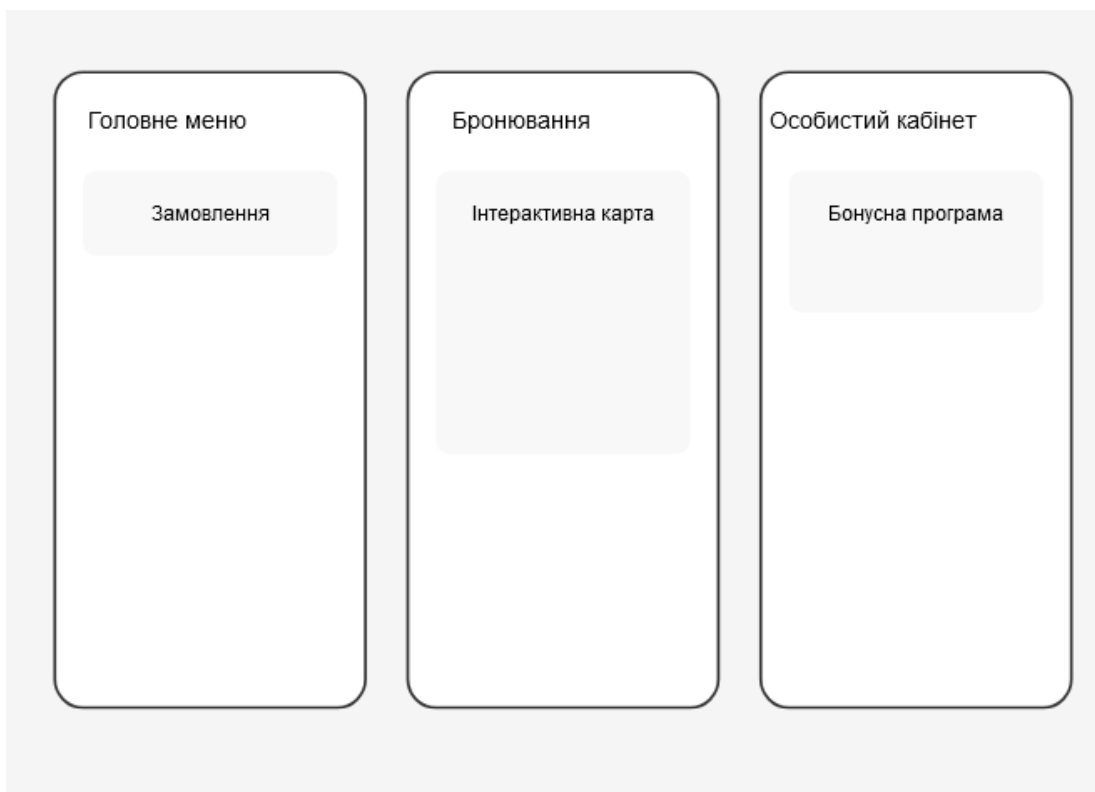 Головне меню
Замовлення
Бронювання
Інтерактивна карта
Особистий кабінет
Бонусна програма